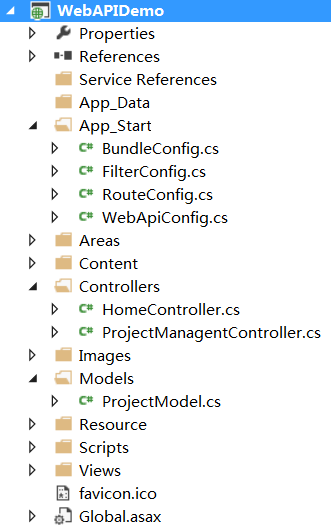 WebAPIDemo
Properties
References
Service References
App_Data
App_Start
C# BundleConfig.cs
C# FilterConfig.cs
C# RouteConfig.cs
C# WebApiConfig.cs
Areas
Content
Controllers
C# HomeController.cs
C# ProjectManagentController.cs
Images
Models
C# ProjectModel.cs
Resource
Scripts
Views
favicon.ico
Global.asax